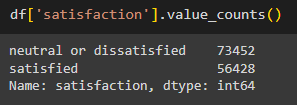 df['satisfaction'].value_counts()
neutral or dissatisfied    73452
satisfied                  56428
Name: satisfaction, dtype: int64